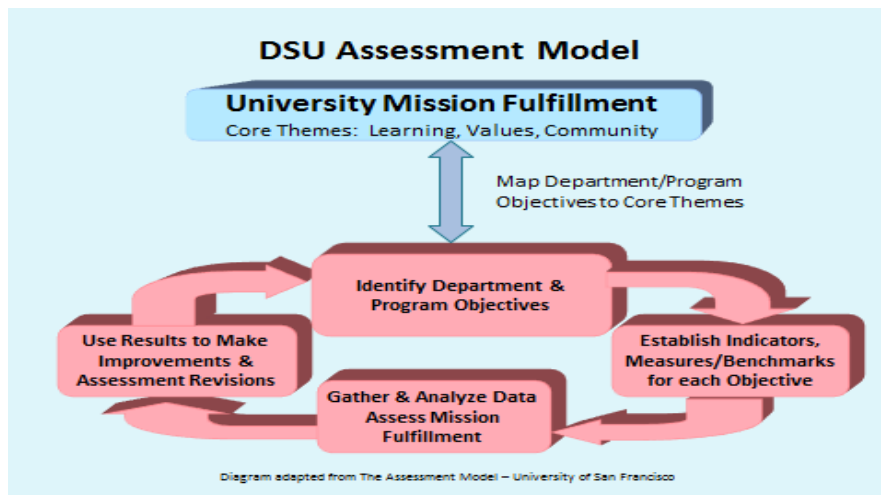 DSU Assessment Model
University Mission Fulfillment
Core Themes: Learning, Values, Community
Map Department/Program
Objectives to Core Themes
Identify Department &
Program Objectives
Establish Indicators,
Measures/Benchmarks
for each Objective
Gather & Analyze Data
Assess Mission
Fulfillment
Use Results to Make
Improvements &
Assessment Revisions
Diagram adapted from The Assessment Model – University of San Francisco